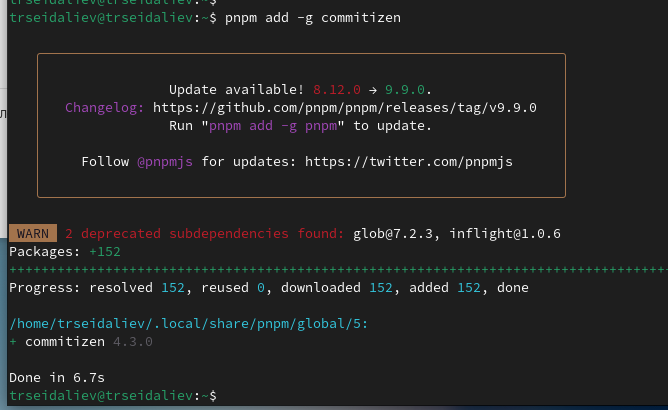 trseidaliev@trseidaliev:~$
trseidaliev@trseidaliev:~$ pnpm add -g commitizen
Update available! 8.12.0 → 9.9.0.
Changelog: https://github.com/pnpm/pnpm/releases/tag/v9.9.0
Run "pnpm add -g pnpm" to update.
Follow @pnpmjs for updates: https://twitter.com/pnpmjs
WARN 2 deprecated subdependencies found: glob@7.2.3, inflight@1.0.6
Packages: +152
++++++++++++++++++++++++++++++++++++++++++++++++++++++++++++++++++++++++++++++++++
Progress: resolved 152, reused 0, downloaded 152, added 152, done
/home/trseidaliev/.local/share/pnpm/global/5:
+ commitizen 4.3.0
Done in 6.7s
trseidaliev@trseidaliev:~$